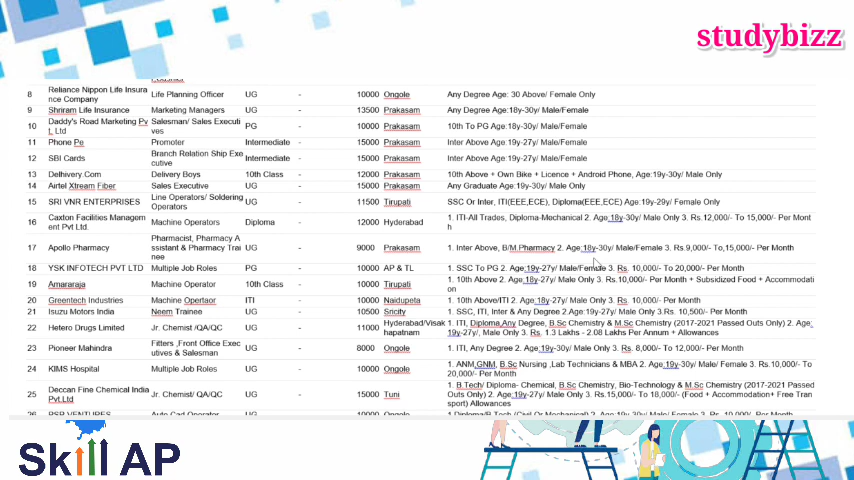 studybizz
8 Reliance Nippon Life Insura Life Planning Officer UG - 10000 Ongole Any Degree Age: 30 Above/ Female Only
nce Company
9 Shriram Life Insurance Marketing Managers UG - 13500 Prakasam Any Degree Age:18y-30y/ Male/Female
10 Daddy's Road Marketing Pv Salesman/ Sales Executi PG - 10000 Prakasam 10th To PG Age:18y-30y/ Male/Female
t. Ltd ves
11 Phone Pe Promoter Intermediate - 15000 Prakasam Inter Above Age:19y-27y/ Male/Female
12 SBI Cards Branch Relation Ship Exe Intermediate - 15000 Prakasam Inter Above Age:19y-27y/ Male/Female
cutive
13 Delhivery.Com Delivery Boys 10th Class - 12000 Prakasam 10th Above + Own Bike + Licence + Android Phone, Age:19y-30y/ Male Only
14 Airtel Xtream Fiber Sales Executive UG - 15000 Prakasam Any Graduate Age:19y-30y/ Male Only
15 SRI VNR ENTERPRISES Line Operators/ Soldering UG - 11500 Tirupati SSC Or Inter, ITI(EEE,ECE), Diploma(EEE,ECE) Age:19y-29y/ Female Only
Operators
16 Caxton Facilities Managem Machine Operators Diploma - 12000 Hyderabad 1. ITI-All Trades, Diploma-Mechanical 2. Age:18y-30y/ Male Only 3. Rs.12,000/- To 15,000/- Per Mont
ent Pvt Ltd. h
17 Apollo Pharmacy Pharmacist, Pharmacy A UG - 9000 Prakasam 1. Inter Above, B/M.Pharmacy 2. Age:18y-30y/ Male/Female 3. Rs.9,000/- To,15,000/- Per Month
ssistant & Pharmacy Trai
nee
18 YSK INFOTECH PVT LTD Multiple Job Roles PG - 10000 AP & TL 1. SSC To PG 2. Age:19y-27y/ Male/Female 3. Rs. 10,000/- To 20,000/- Per Month
19 Amararaja Machine Operator 10th Class - 10000 Tirupati 1. 10th Above 2. Age:18y-27y/ Male Only 3. Rs.10,000/- Per Month + Subsidized Food + Accommodati
on
20 Greentech Industries Machine Opertaor ITI - 10000 Naidupeta 1. 10th Above/ITI 2. Age:18y-27y/ Male Only 3. Rs. 10,000/- Per Month
21 Isuzu Motors India Neem Trainee UG - 10500 Sricity 1. SSC, ITI, Inter & Any Degree 2.Age:19y-27y/ Male Only 3.Rs. 10,500/- Per Month
22 Hetero Drugs Limited Jr. Chemist /QA/QC UG - 11000 Hyderabad/Visak 1. ITI, Diploma,Any Degree, B.Sc Chemistry & M.Sc Chemistry (2017-2021 Passed Outs Only) 2. Age:
hapatnam 19y-27y/, Male Only 3. Rs. 1.3 Lakhs - 2.08 Lakhs Per Annum + Allowances
23 Pioneer Mahindra Fitters ,Front Office Exec UG - 8000 Ongole 1. ITI, Any Degree 2. Age:19y-30y/ Male Only 3. Rs. 8,000/- To 12,000/- Per Month
utives & Salesman
24 KIMS Hospital Multiple Job Roles UG - 10000 Ongole 1. ANM,GNM, B.Sc Nursing ,Lab Technicians & MBA 2. Age:19y-30y/ Male/ Female 3. Rs.10,000/- To
20,000/- Per Month
25 Deccan Fine Chemical India Jr. Chemist/ QA/QC UG - 15000 Tuni 1. B.Tech/ Diploma- Chemical, B.Sc Chemistry, Bio-Technology & M.Sc Chemistry (2017-2021 Passed
Pvt.Ltd Outs Only) 2. Age:19y-27y/ Male Only 3. Rs.15,000/- To 18,000/- (Food + Accommodation+ Free Tran
sport) Allowances
Skill AP